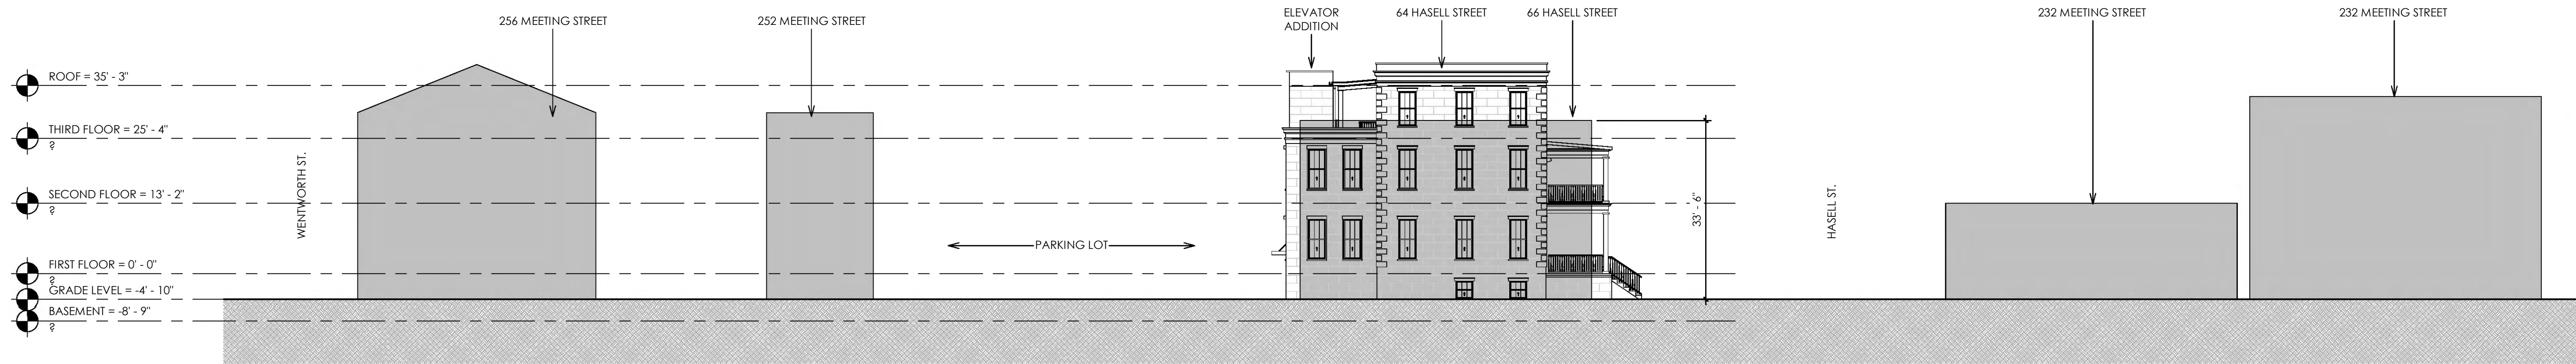 256 MEETING STREET
252 MEETING STREET
ELEVATOR
ADDITION
64 HASELL STREET
66 HASELL STREET
232 MEETING STREET
232 MEETING STREET
ROOF = 35' - 3"
THIRD FLOOR = 25' - 4"
?
SECOND FLOOR = 13' - 2"
?
FIRST FLOOR = 0' - 0"
?
GRADE LEVEL = -4' - 10"
BASEMENT = -8' - 9"
?
WENTWORTH ST.
PARKING LOT
33' - 6"
HASELL ST.